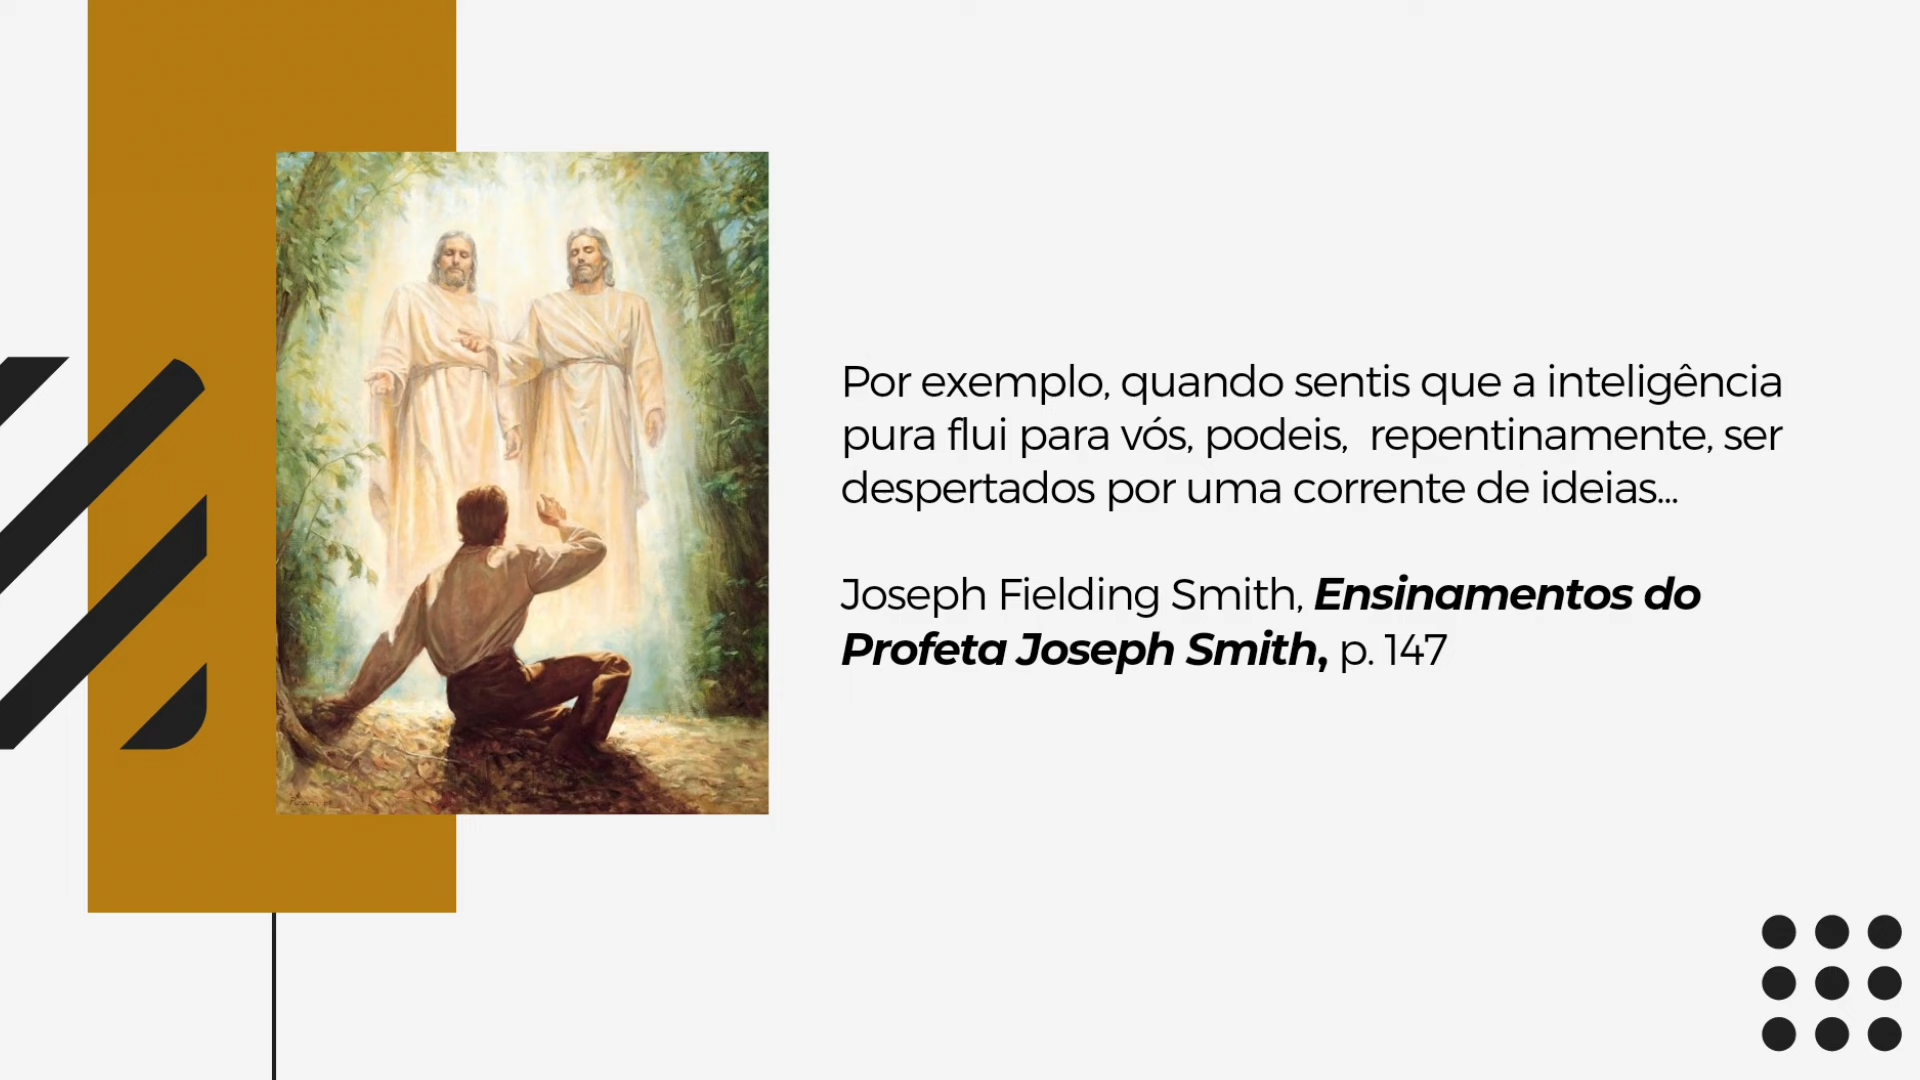 Por exemplo, quando sentis que a inteligência
pura flui para vós, podeis,  repentinamente, ser
despertados por uma corrente de ideias...
Joseph Fielding Smith, Ensinamentos do
Profeta Joseph Smith, p. 147